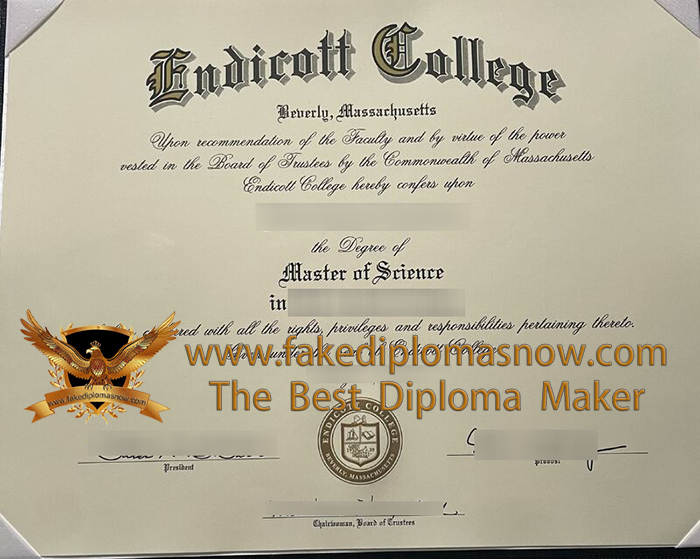 Endicott College
Beverly, Massachusetts
Upon recommendation of the Faculty and by virtue of the power
vested in the Board of Trustees by the Commonwealth of Massachusetts
Endicott College hereby confers upon
the Degree of
Master of Science
in
with all the rights, privileges and responsibilities pertaining thereto.
Endicott College
www.fakediplomasnow.com
www.fakediplomasnow.com
The Best Diploma Maker
ENDICOTT COLLEGE
BEVERLY, MASSACHUSETTS
President
Provost
Chairwoman, Board of Trustees